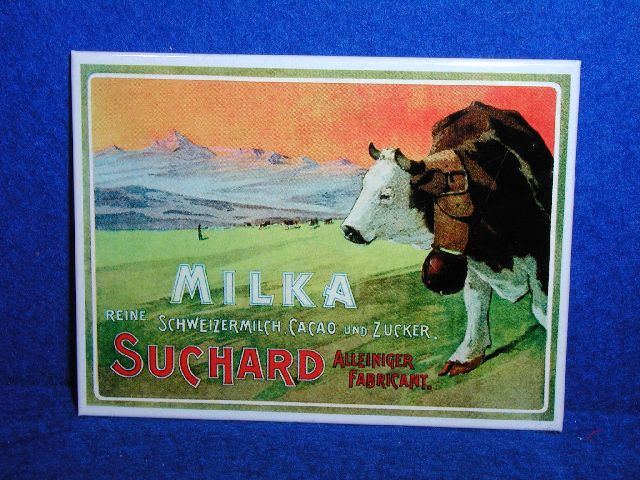 MILKA
REINE SCHWEIZERMILCH, CACAO UND ZUCKER.
SUCHARD ALLEINIGER
FABRICANT.